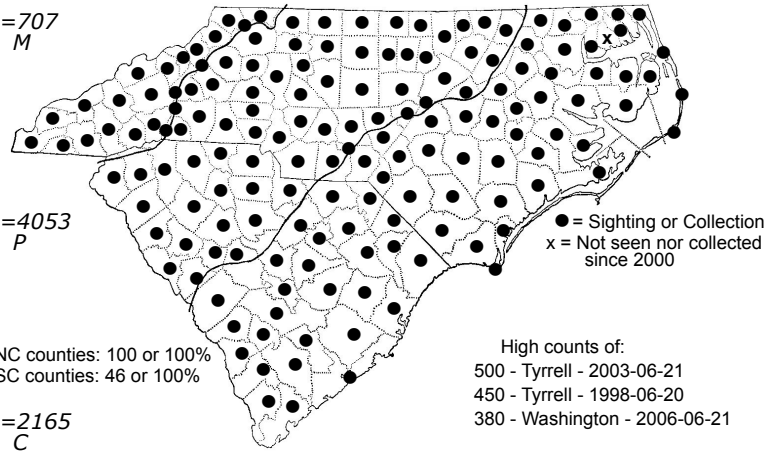 =707
M
x
=4053
P
● = Sighting or Collection
x = Not seen nor collected
since 2000
NC counties: 100 or 100%
SC counties: 46 or 100%
High counts of:
500 - Tyrrell - 2003-06-21
450 - Tyrrell - 1998-06-20
380 - Washington - 2006-06-21
=2165
C